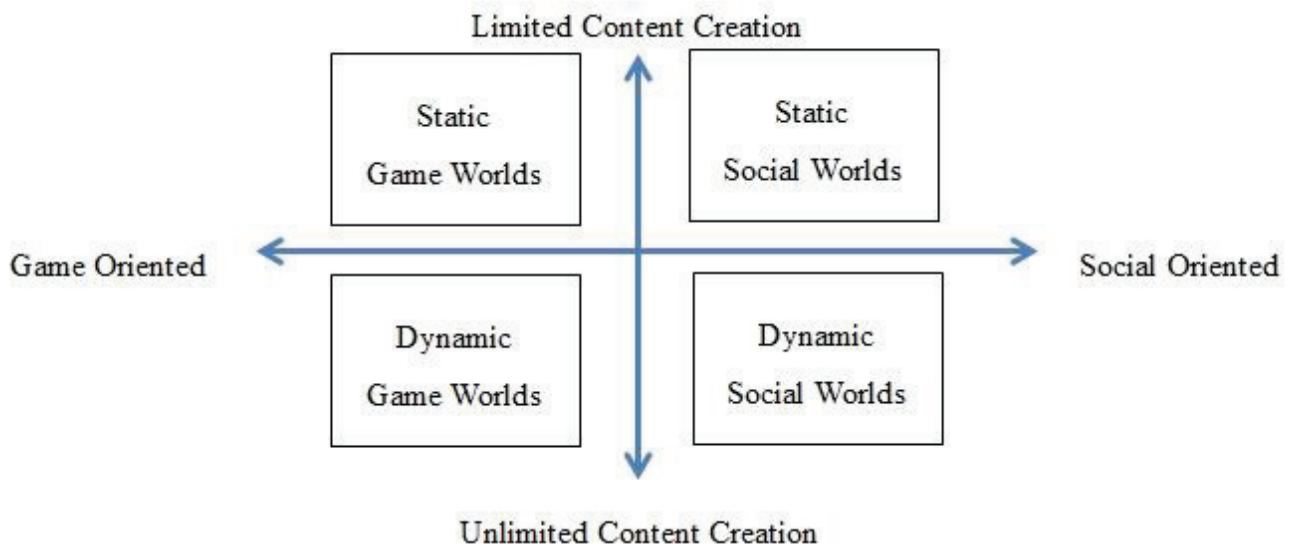 Limited Content Creation
Static
Game Worlds
Static
Social Worlds
Game Oriented
Social Oriented
Dynamic
Game Worlds
Dynamic
Social Worlds
Unlimited Content Creation